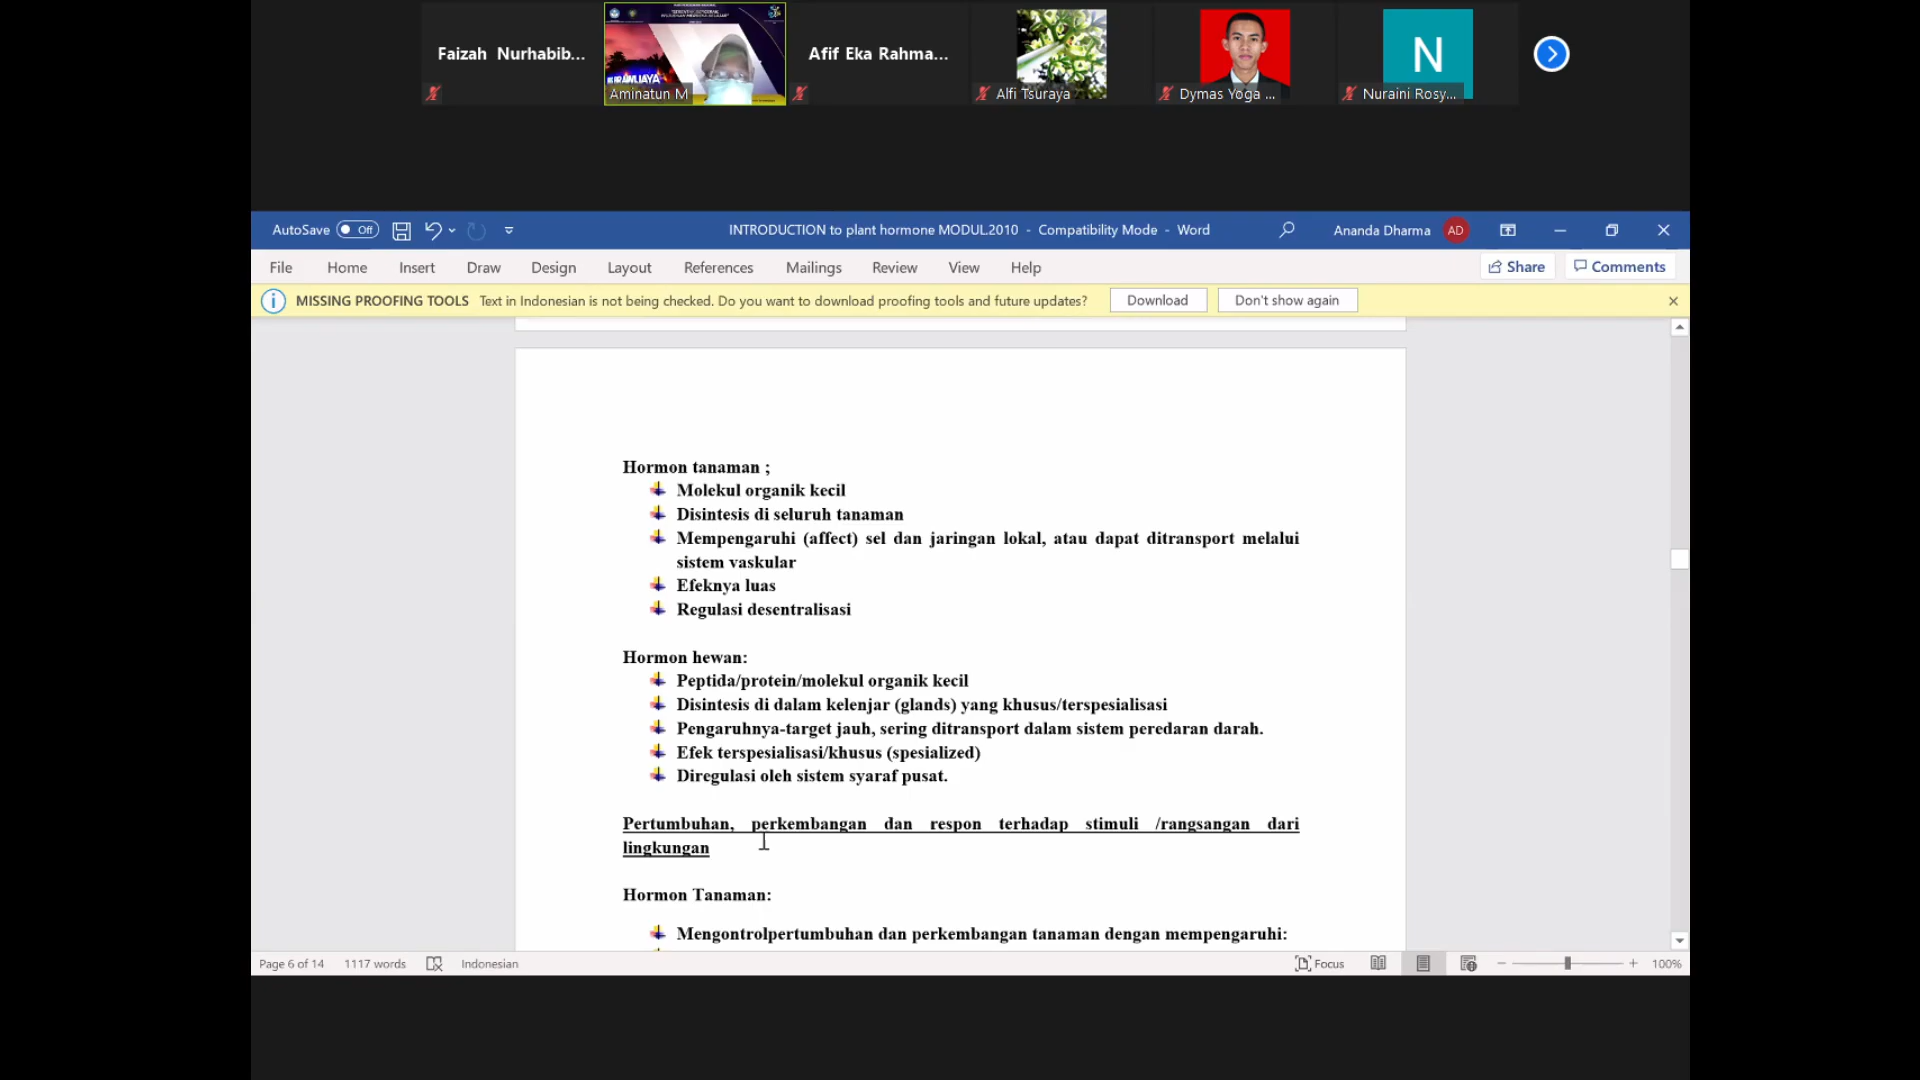 Faizah Nurhabib...
Aminatun M
Afif Eka Rahma...
Alfi Tsuraya
Dymas Yoga ...
N
Nuraini Rosy...
AutoSave Off
INTRODUCTION to plant hormone MODUL.2010 - Compatibility Mode - Word
Ananda Dharma AD
File Home Insert Draw Design Layout References Mailings Review View Help Share Comments
MISSING PROOFING TOOLS Text in Indonesian is not being checked. Do you want to download proofing tools and future updates? Download Don't show again
Hormon tanaman ;
Molekul organik kecil
Disintesis di seluruh tanaman
Mempengaruhi (affect) sel dan jaringan lokal, atau dapat ditransport melalui
sistem vaskular
Efeknya luas
Regulasi desentralisasi
Hormon hewan:
Peptida/protein/molekul organik kecil
Disintesis di dalam kelenjar (glands) yang khusus/terspesialisasi
Pengaruhnya-target jauh, sering ditransport dalam sistem peredaran darah.
Efek terspesialisasi/khusus (spesialized)
Diregulasi oleh sistem syaraf pusat.
Pertumbuhan, perkembangan dan respon terhadap stimuli /rangsangan dari
lingkungan
Hormon Tanaman:
Mengontrolpertumbuhan dan perkembangan tanaman dengan mempengaruhi:
Page 6 of 14 1117 words Indonesian Focus 100%